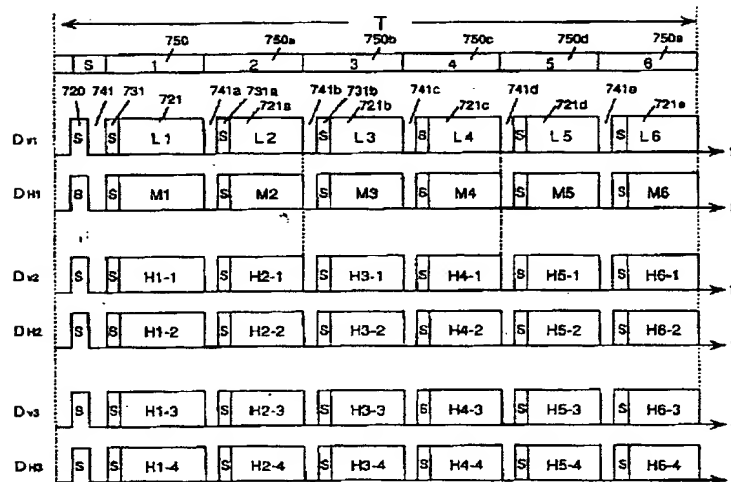 T
750 750a 750b 750c 750d 750e
S 1 2 3 4 5 6
720 741 731 721 741a 731a 721a 741b 731b 721b 741c 721c 741d 721d 741e 721e
Dv1 S S L1 S L2 S L3 S L4 S L5 S L6
DH1 S S M1 S M2 S M3 S M4 S M5 S M6
Dv2 S S H1-1 S H2-1 S H3-1 S H4-1 S H5-1 S H6-1
DH2 S S H1-2 S H2-2 S H3-2 S H4-2 S H5-2 S H6-2
Dv3 S S H1-3 S H2-3 S H3-3 S H4-3 S H5-3 S H6-3
DH3 S S H1-4 S H2-4 S H3-4 S H4-4 S H5-4 S H6-4